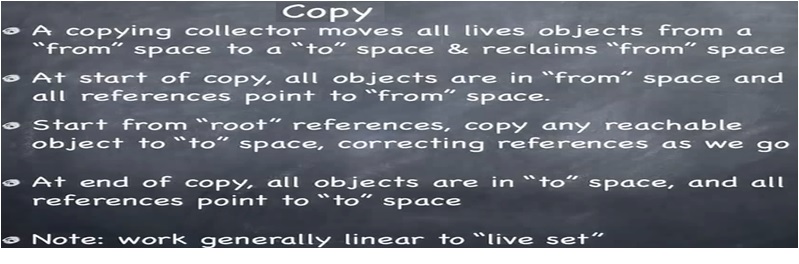 Copy
A copying collector moves all lives objects from a
“from” space to a “to” space & reclaims “from” space
At start of copy, all objects are in “from” space and
all references point to “from” space.
Start from “root” references, copy any reachable
object to “to” space, correcting references as we go
At end of copy, all objects are in “to” space, and all
references point to “to” space
Note: work generally linear to “live set”